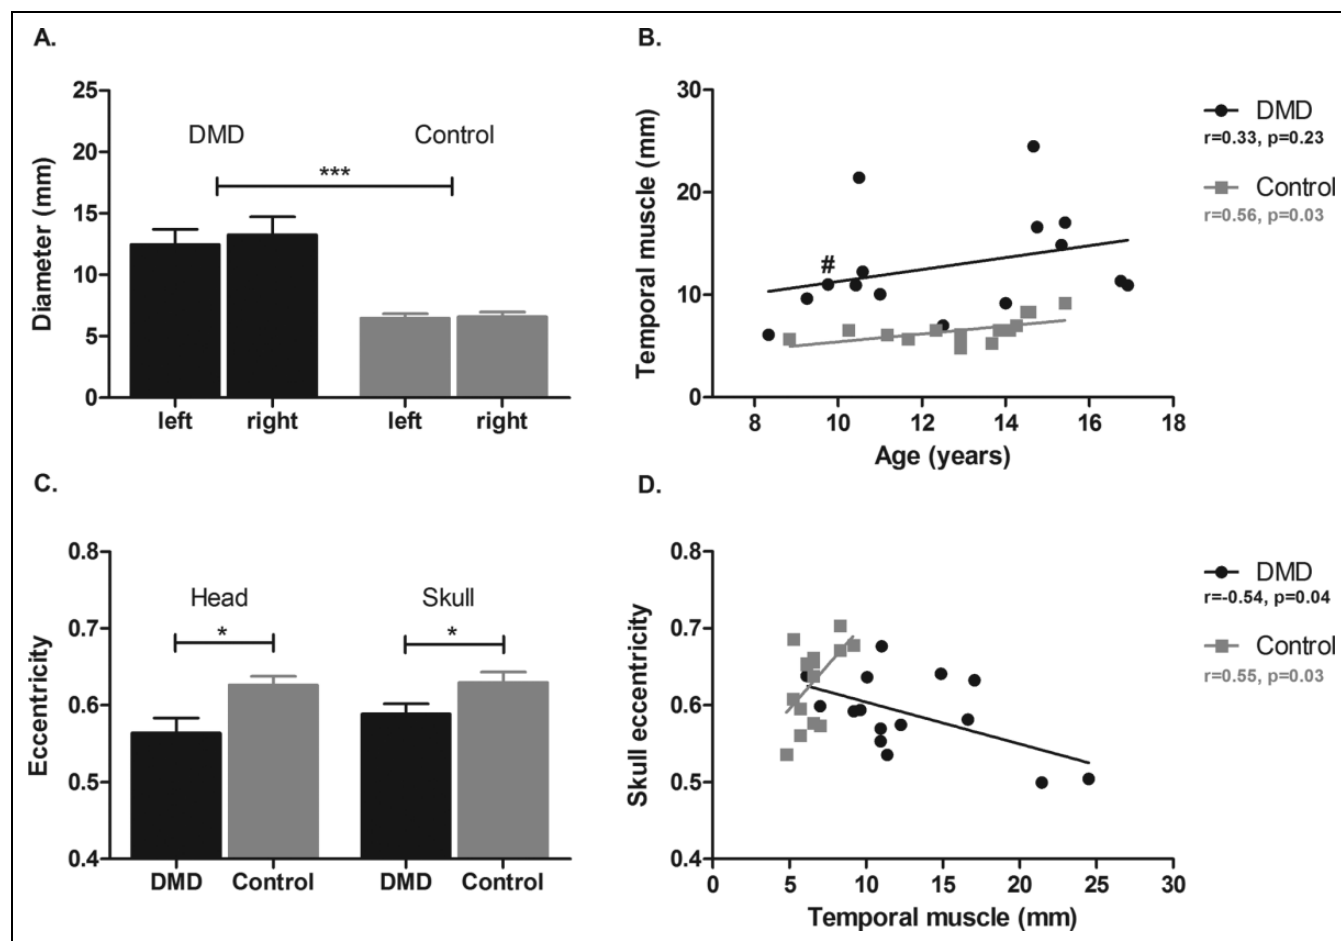 A.
25
20
15
10
5
0
Diameter (mm)
DMD
Control
***
left
right
left
right
B.
30
20
10
0
Temporal muscle (mm)
#
8
10
12
14
16
18
Age (years)
DMD
r=0.33, p=0.23
Control
r=0.56, p=0.03
C.
0.8
0.7
0.6
0.5
0.4
Eccentricity
Head
Skull
*
*
DMD
Control
DMD
Control
D.
0.8
0.7
0.6
0.5
0.4
Skull eccentricity
0
5
10
15
20
25
30
Temporal muscle (mm)
DMD
r=-0.54, p=0.04
Control
r=0.55, p=0.03